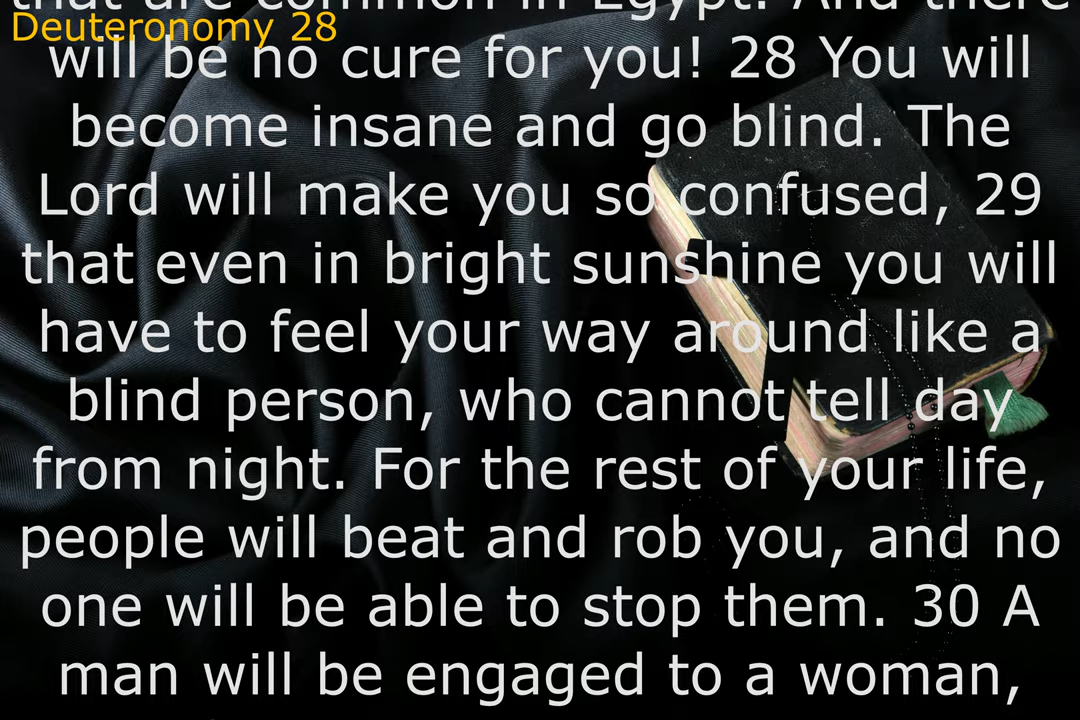 that are common in Egypt. And there
Deuteronomy 28
will be no cure for you! 28 You will
become insane and go blind. The
Lord will make you so confused, 29
that even in bright sunshine you will
have to feel your way around like a
blind person, who cannot tell day
from night. For the rest of your life,
people will beat and rob you, and no
one will be able to stop them. 30 A
man will be engaged to a woman,